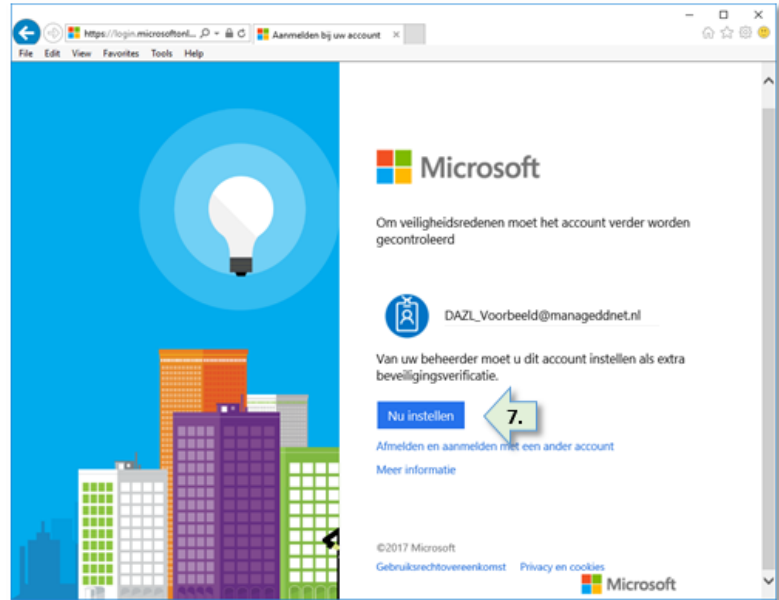 https://login.microsoftonl...
Aanmelden bij uw account
File Edit View Favorites Tools Help
Microsoft
Om veiligheidsredenen moet het account verder worden
gecontroleerd
DAZL_Voorbeeld@manageddnet.nl
Van uw beheerder moet u dit account instellen als extra
beveiligingsverificatie.
Nu instellen
7.
Afmelden en aanmelden met een ander account
Meer informatie
©2017 Microsoft
Gebruiksrechtovereenkomst Privacy en cookies
Microsoft